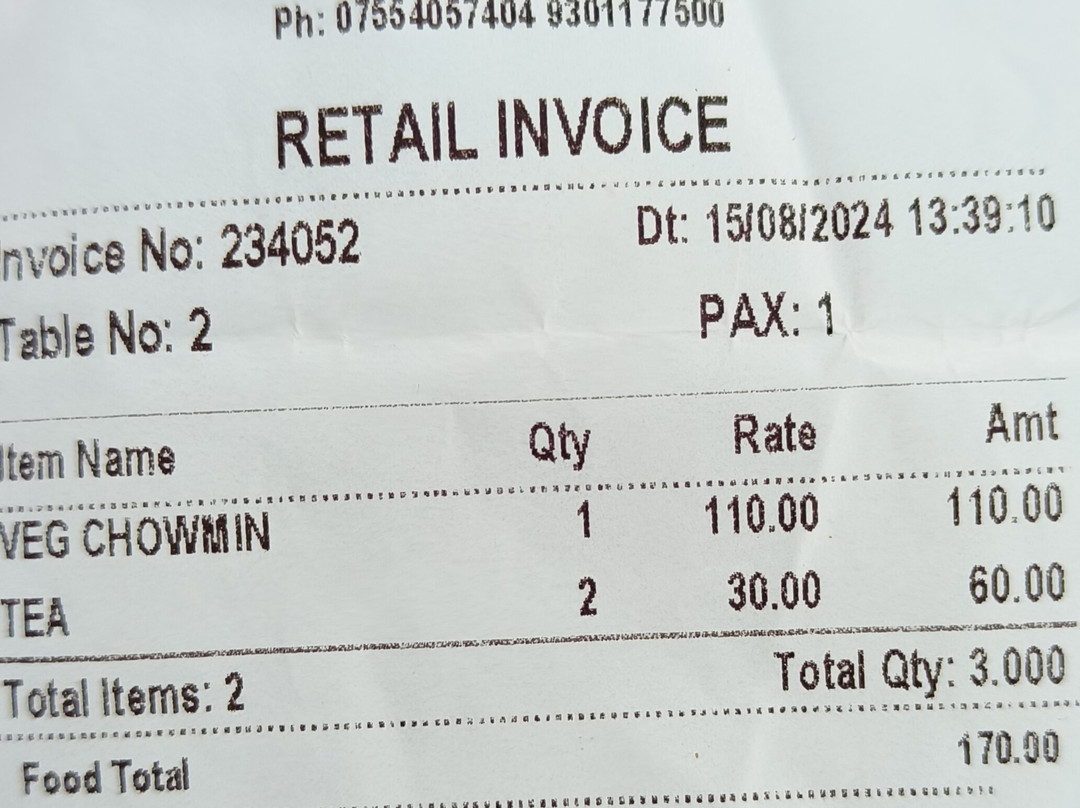 Ph: 07554057404 9301177500
RETAIL INVOICE
Invoice No: 234052 Dt: 15/08/2024 13:39:10
Table No: 2 PAX: 1
Item Name Qty Rate Amt
VEG CHOWMIN 1 110.00 110.00
TEA 2 30.00 60.00
Total Items: 2 Total Qty: 3.000
Food Total 170.00